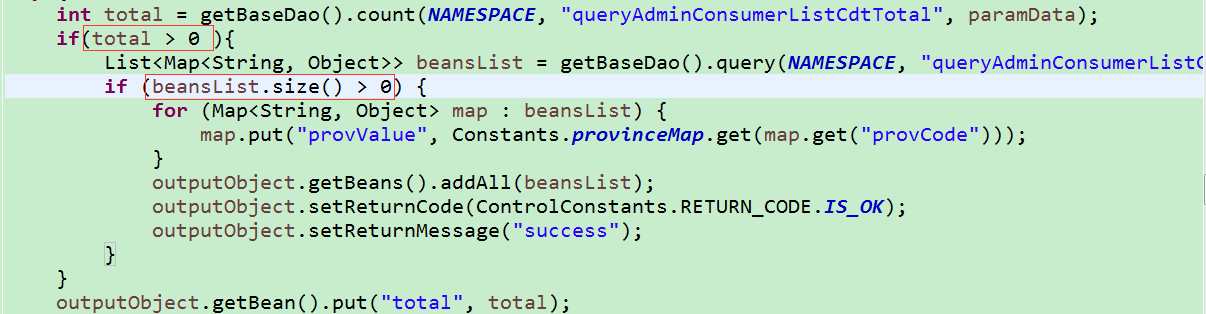 int total = getBaseDao().count(NAMESPACE, "queryAdminConsumerListCdtTotal", paramData);
if(total > 0 ){
List<Map<String, Object>> beansList = getBaseDao().query(NAMESPACE, "queryAdminConsumerListC
if (beansList.size() > 0) {
for (Map<String, Object> map : beansList) {
map.put("provValue", Constants.provinceMap.get(map.get("provCode")));
}
outputObject.getBeans().addAll(beansList);
outputObject.setReturnCode(ControlConstants.RETURN_CODE.IS_OK);
outputObject.setReturnMessage("success");
}
}
outputObject.getBean().put("total", total);